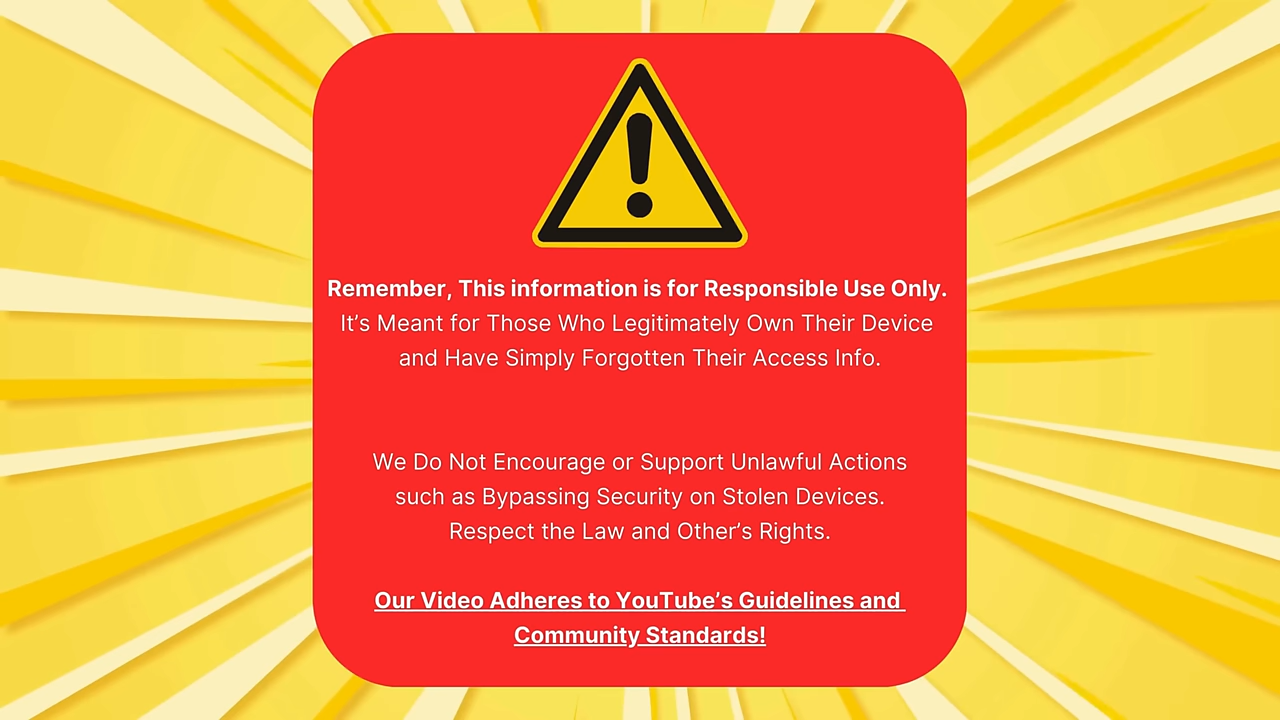 Remember, This information is for Responsible Use Only.
It’s Meant for Those Who Legitimately Own Their Device
and Have Simply Forgotten Their Access Info.
We Do Not Encourage or Support Unlawful Actions
such as Bypassing Security on Stolen Devices.
Respect the Law and Other’s Rights.
Our Video Adheres to YouTube’s Guidelines and
Community Standards!